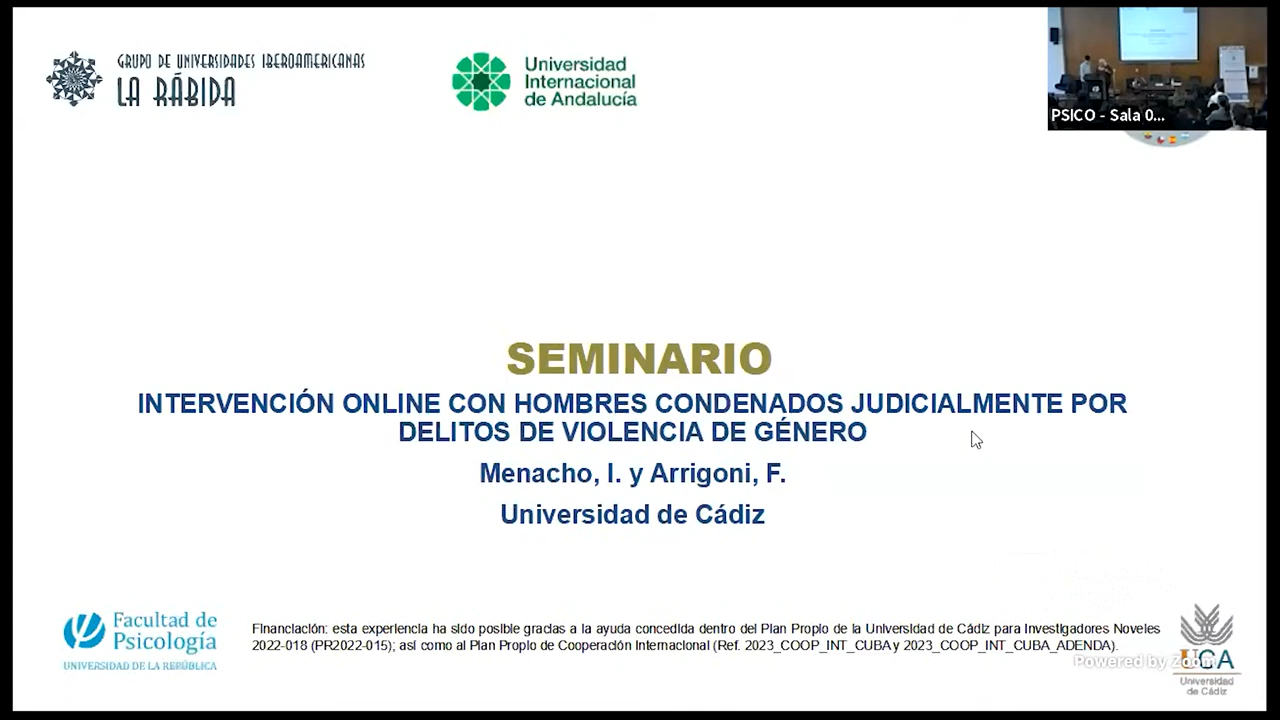 GRUPO DE UNIVERSIDADES IBEROAMERICANAS
LA RÁBIDA
Universidad
Internacional
de Andalucía
PSICO - Sala 0...
SEMINARIO
INTERVENCIÓN ONLINE CON HOMBRES CONDENADOS JUDICIALMENTE POR
DELITOS DE VIOLENCIA DE GÉNERO
Menacho, I. y Arrigoni, F.
Universidad de Cádiz
Facultad de
Psicología
UNIVERSIDAD DE LA REPÚBLICA
Financiación: esta experiencia ha sido posible gracias a la ayuda concedida dentro del Plan Propio de la Universidad de Cádiz para Investigadores Noveles
2022-018 (PR2022-015); así como al Plan Propio de Cooperación Internacional (Ref. 2023_COOP_INT_CUBA y 2023_COOP_INT_CUBA_ADENDA).
Powered by Zoom
UCA
Universidad
de Cádiz